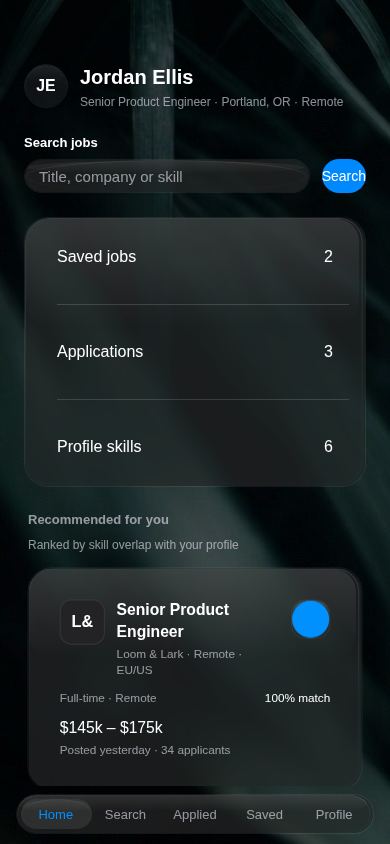 JE
Jordan Ellis
Senior Product Engineer · Portland, OR · Remote
Search jobs
Title, company or skill
Search
Saved jobs 2
Applications 3
Profile skills 6
Recommended for you
Ranked by skill overlap with your profile
L&
Senior Product
Engineer
Loom & Lark · Remote ·
EU/US
Full-time · Remote 100% match
$145k – $175k
Posted yesterday · 34 applicants
Home Search Applied Saved Profile